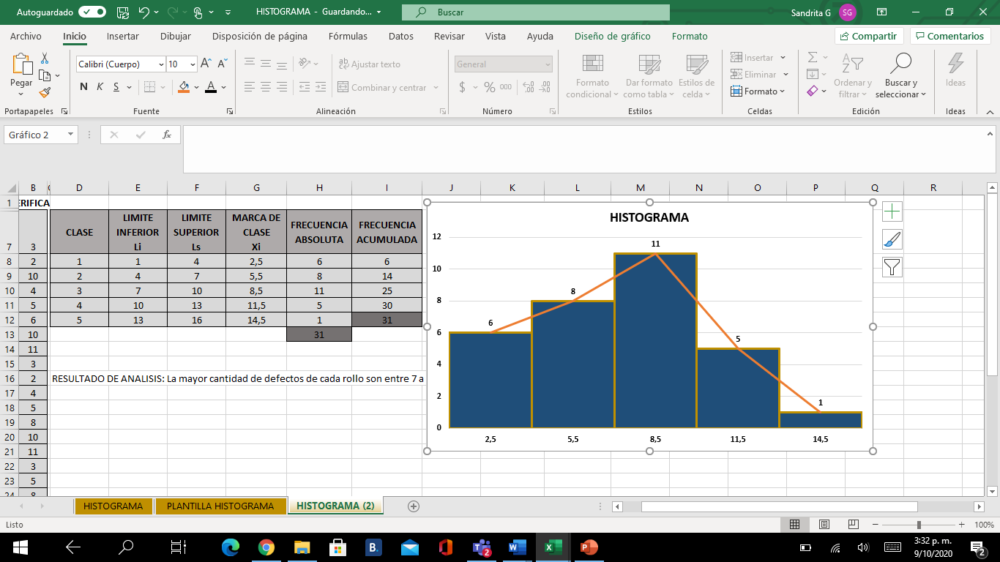 Autoguardado
HISTOGRAMA - Guardando...
Buscar
Sandrita G
SG
Archivo Inicio Insertar Dibujar Disposición de página Fórmulas Datos Revisar Vista Ayuda Diseño de gráfico Formato
Compartir
Comentarios
Pegar
Calibri (Cuerpo) 10
N K S
ab Ajustar texto
Combinar y centrar
General
$ % 000
Formato condicional
Dar formato como tabla
Estilos de celda
Insertar
Eliminar
Formato
Ordenar y filtrar
Buscar y seleccionar
Ideas
Portapapeles Fuente Alineación Número Estilos Celdas Edición Ideas
Gráfico 2
fx
B D E F G H I J K L M N O P Q R
1 ERIFICA
7 3 CLASE LIMITE INFERIOR Li LIMITE SUPERIOR Ls MARCA DE CLASE Xi FRECUENCIA ABSOLUTA FRECUENCIA ACUMULADA
8 2 1 1 4 2,5 6 6
9 10 2 4 7 5,5 8 14
10 4 3 7 10 8,5 11 25
11 5 4 10 13 11,5 5 30
12 6 5 13 16 14,5 1 31
13 10 31
14 11
15 3
16 2 RESULTADO DE ANALISIS: La mayor cantidad de defectos de cada rollo son entre 7 a
17 4
18 5
19 8
20 10
21 11
22 3
23 5
24 8
HISTOGRAMA
12
10
8
6
4
2
0
6
8
11
5
1
2,5 5,5 8,5 11,5 14,5
HISTOGRAMA PLANTILLA HISTOGRAMA HISTOGRAMA (2)
Listo
100%
B.
2
3:32 p. m.
9/10/2020
2